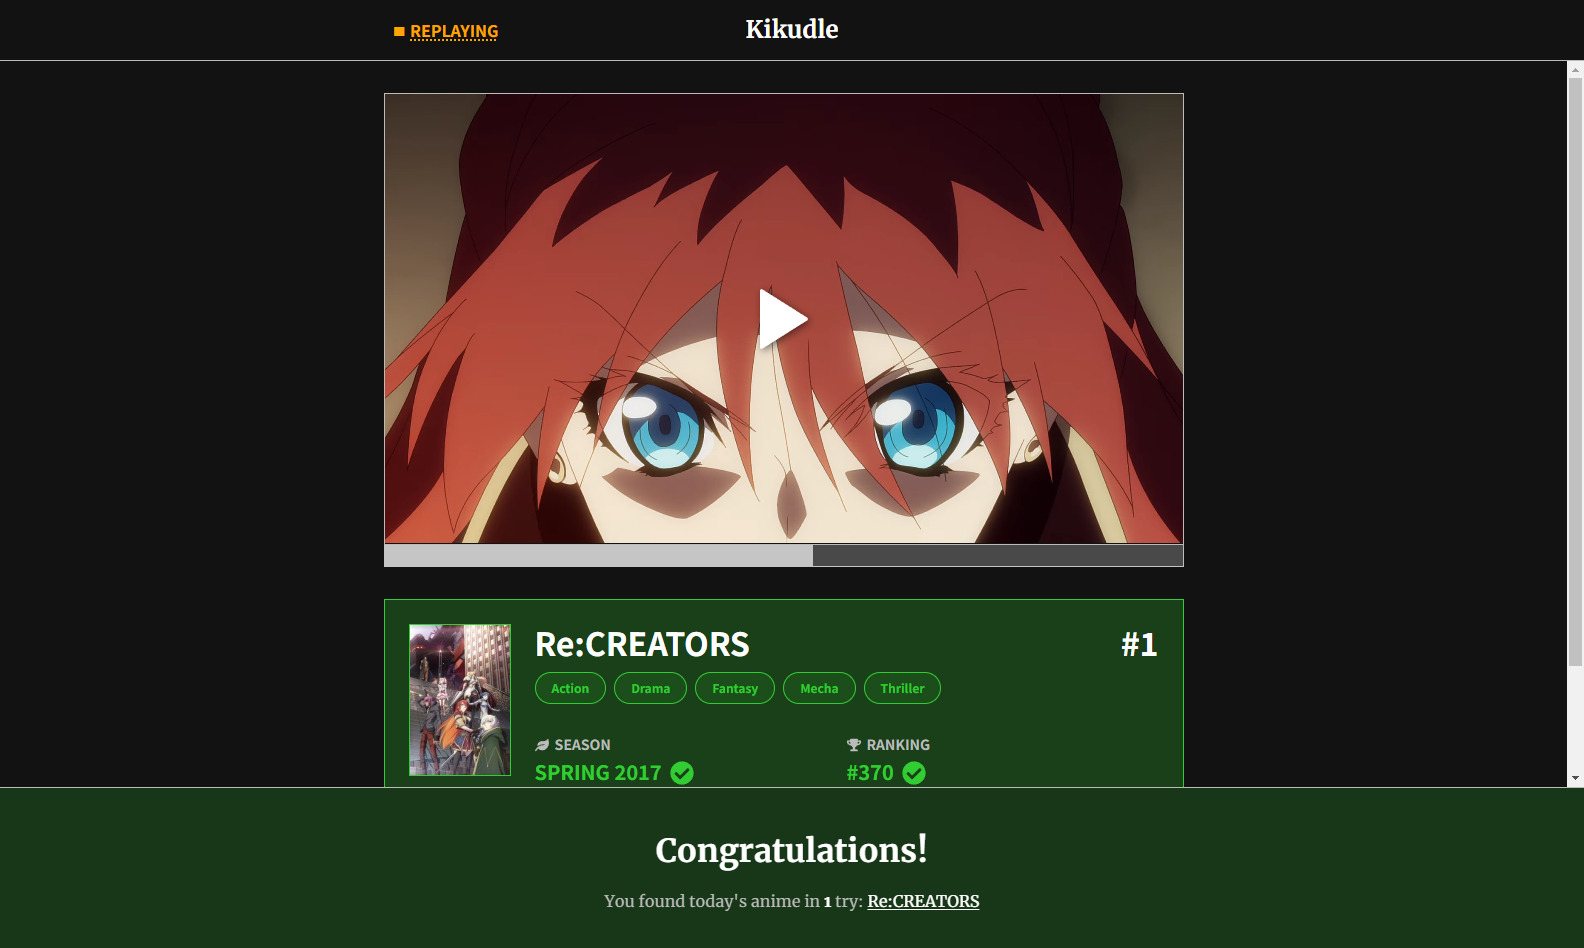 REPLAYING
Kikudle
Re:CREATORS
#1
Action Drama Fantasy Mecha Thriller
SEASON
RANKING
SPRING 2017
#370
Congratulations!
You found today's anime in 1 try: Re:CREATORS